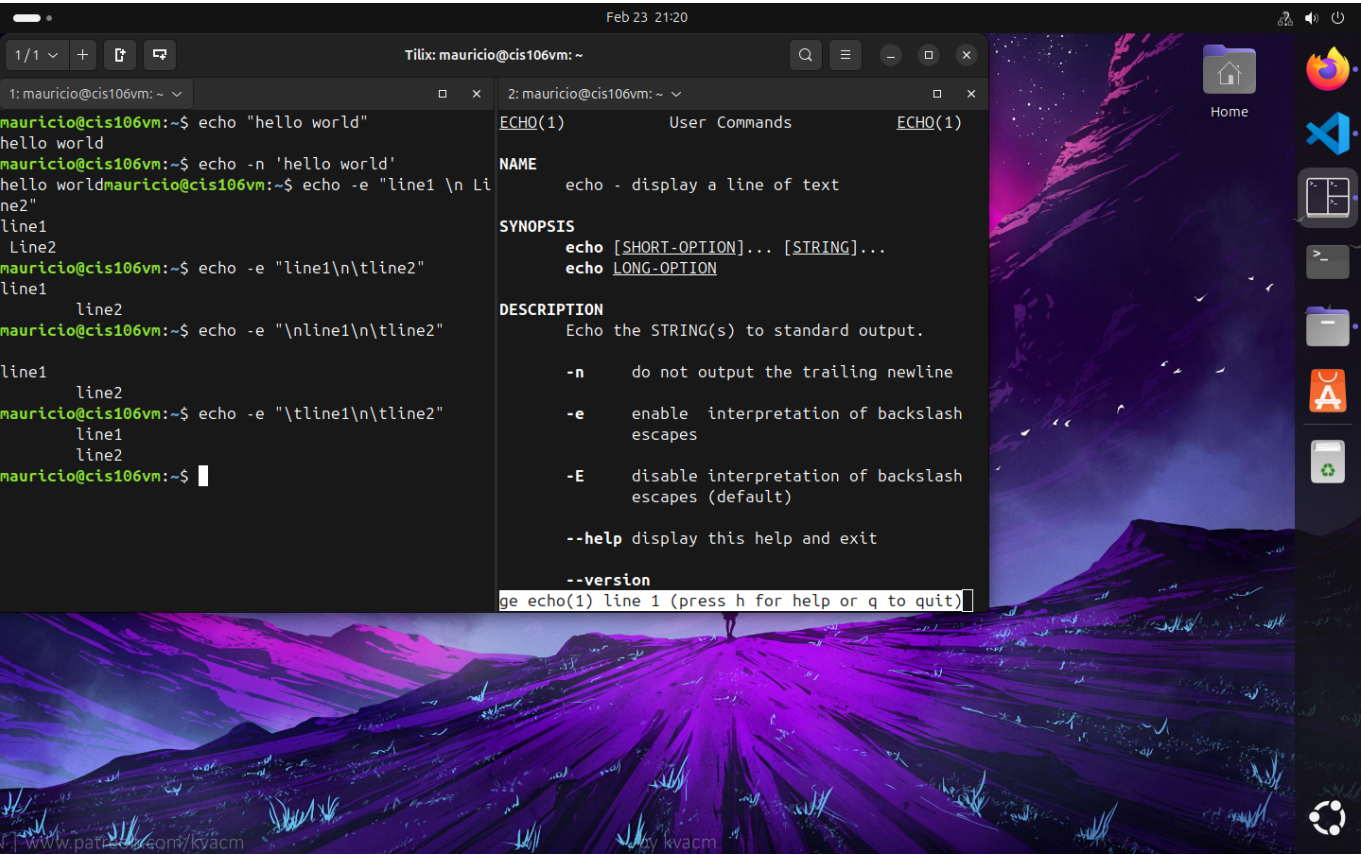 Feb 23 21:20
1/1
Tilix: mauricio@cis106vm: ~
1: mauricio@cis106vm: ~
mauricio@cis106vm:~$ echo "hello world"
hello world
mauricio@cis106vm:~$ echo -n 'hello world'
hello worldmauricio@cis106vm:~$ echo -e "line1 \n Li
ne2"
line1
 Line2
mauricio@cis106vm:~$ echo -e "line1\n\tline2"
line1
        line2
mauricio@cis106vm:~$ echo -e "\nline1\n\tline2"

line1
        line2
mauricio@cis106vm:~$ echo -e "\tline1\n\tline2"
        line1
        line2
mauricio@cis106vm:~$
2: mauricio@cis106vm: ~
ECHO(1) User Commands ECHO(1)
NAME
echo - display a line of text
SYNOPSIS
echo [SHORT-OPTION]... [STRING]...
echo LONG-OPTION
DESCRIPTION
Echo the STRING(s) to standard output.
-n do not output the trailing newline
-e enable interpretation of backslash
escapes
-E disable interpretation of backslash
escapes (default)
--help display this help and exit
--version
ge echo(1) line 1 (press h for help or q to quit)
Home
www.patreon.com/kvacm
by kvacm